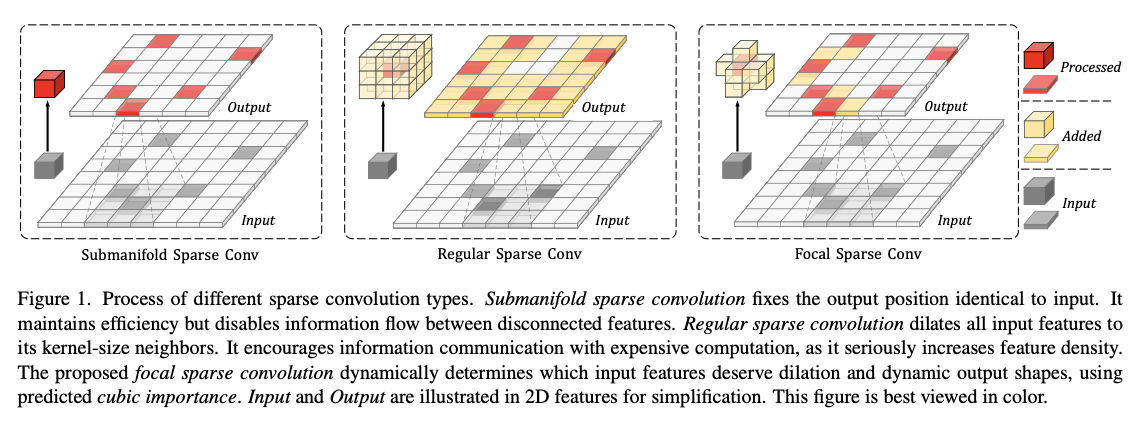 Output
Input
Submanifold Sparse Conv
Output
Input
Regular Sparse Conv
Output
Input
Focal Sparse Conv
Processed
Added
Input
Figure 1. Process of different sparse convolution types. Submanifold sparse convolution fixes the output position identical to input. It
maintains efficiency but disables information flow between disconnected features. Regular sparse convolution dilates all input features to
its kernel-size neighbors. It encourages information communication with expensive computation, as it seriously increases feature density.
The proposed focal sparse convolution dynamically determines which input features deserve dilation and dynamic output shapes, using
predicted cubic importance. Input and Output are illustrated in 2D features for simplification. This figure is best viewed in color.